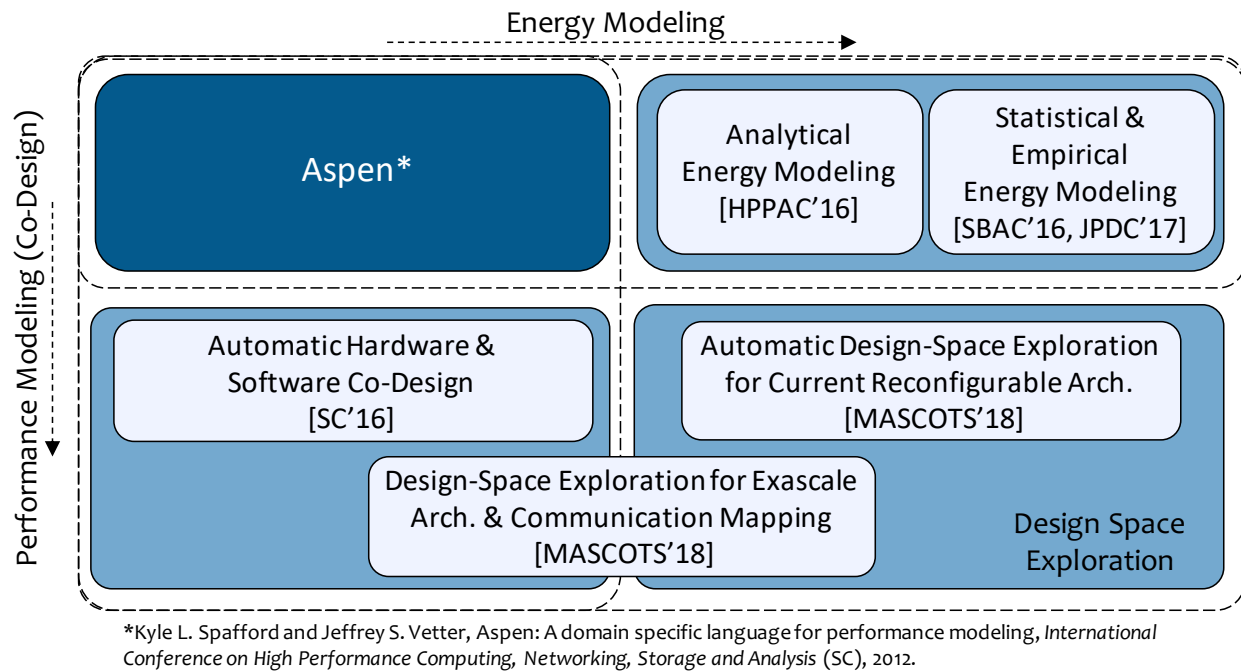 Energy Modeling
Performance Modeling (Co-Design)
Aspen*
Analytical
Energy Modeling
[HPPAC’16]
Statistical &
Empirical
Energy Modeling
[SBAC’16, JPDC’17]
Automatic Hardware &
Software Co-Design
[SC’16]
Automatic Design-Space Exploration
for Current Reconfigurable Arch.
[MASCOTS’18]
Design-Space Exploration for Exascale
Arch. & Communication Mapping
[MASCOTS’18]
Design Space
Exploration
*Kyle L. Spafford and Jeffrey S. Vetter, Aspen: A domain specific language for performance modeling, International
Conference on High Performance Computing, Networking, Storage and Analysis (SC), 2012.